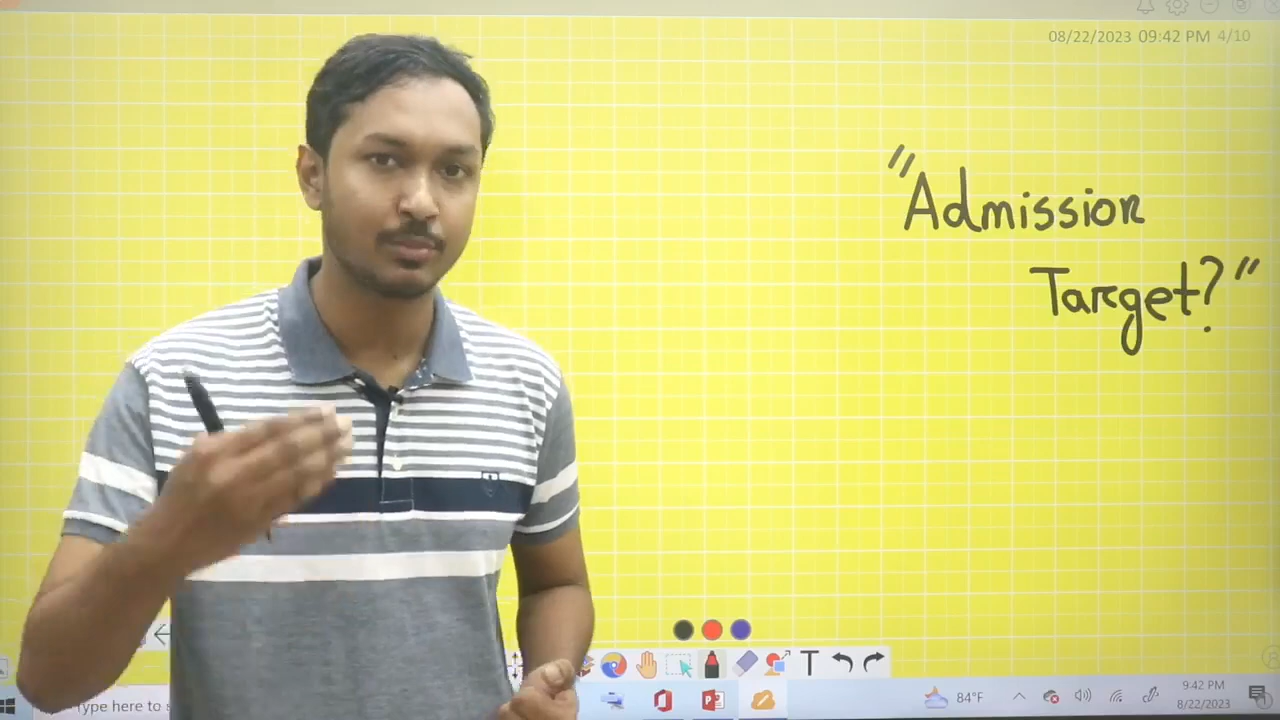 08/22/2023 09:42 PM 4/10
"Admission
Target?"
T
Type here to s
84°F
9:42 PM
8/22/2023